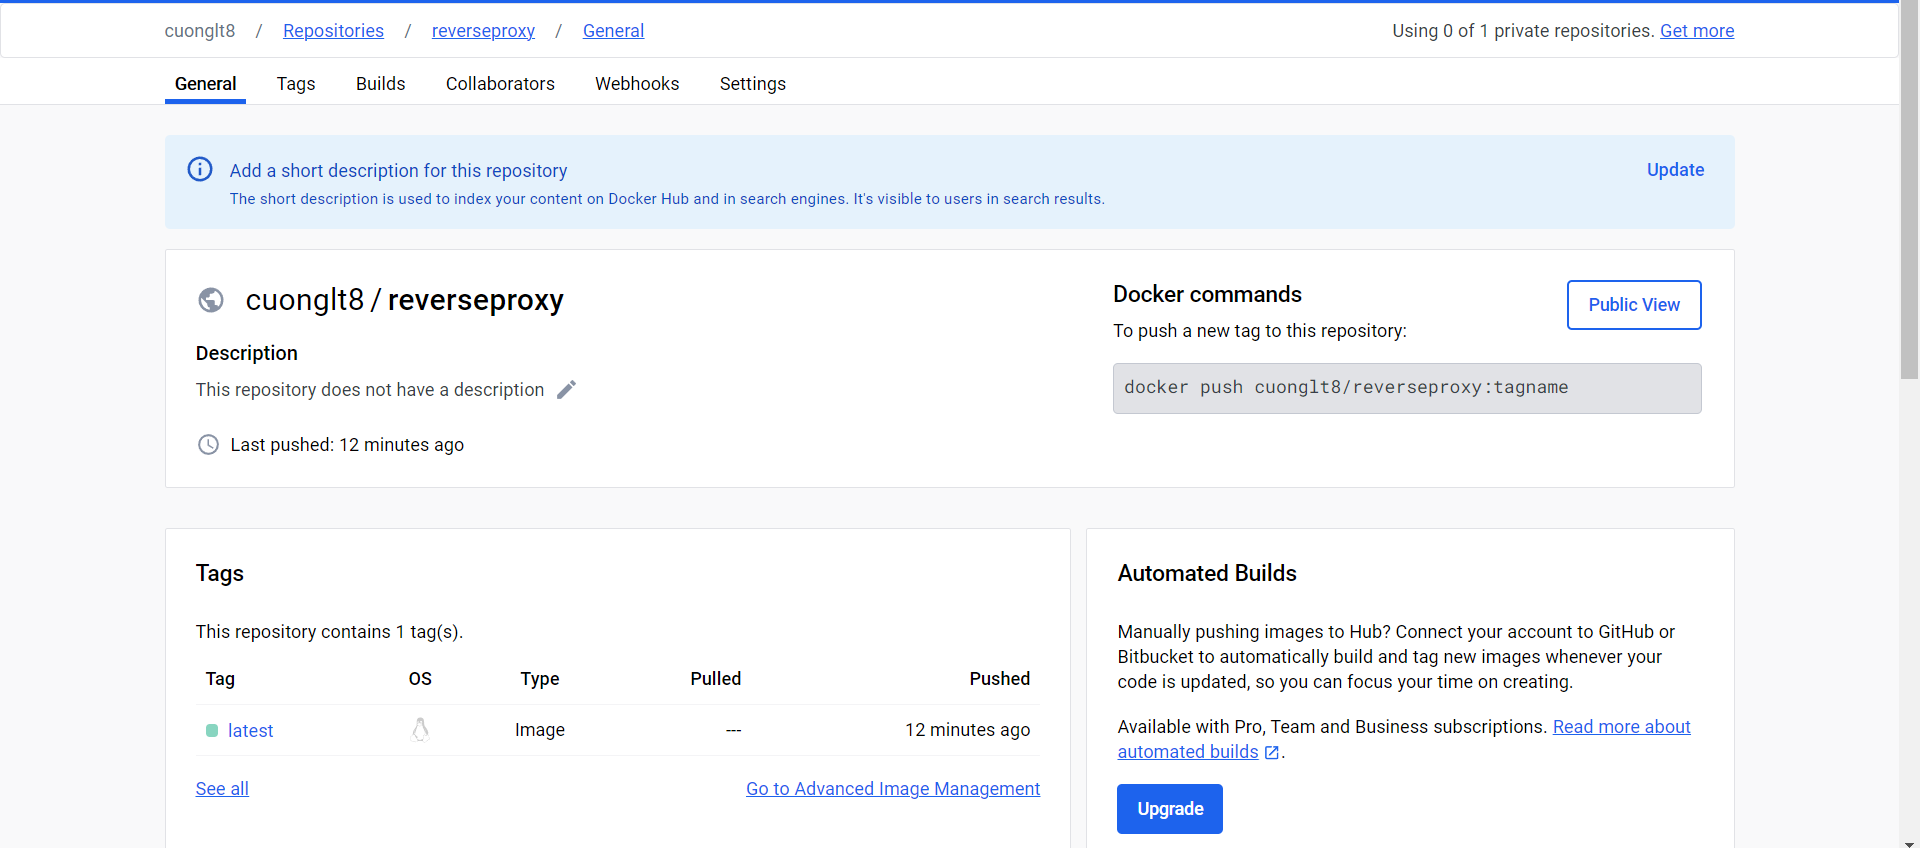 cuonglt8 / Repositories / reverseproxy / General
Using 0 of 1 private repositories. Get more
General Tags Builds Collaborators Webhooks Settings
Add a short description for this repository
Update
The short description is used to index your content on Docker Hub and in search engines. It's visible to users in search results.
cuonglt8 / reverseproxy
Description
This repository does not have a description
Last pushed: 12 minutes ago
Docker commands
Public View
To push a new tag to this repository:
docker push cuonglt8/reverseproxy:tagname
Tags
This repository contains 1 tag(s).
Tag OS Type Pulled Pushed
latest Image --- 12 minutes ago
See all
Go to Advanced Image Management
Automated Builds
Manually pushing images to Hub? Connect your account to GitHub or
Bitbucket to automatically build and tag new images whenever your
code is updated, so you can focus your time on creating.
Available with Pro, Team and Business subscriptions. Read more about
automated builds .
Upgrade